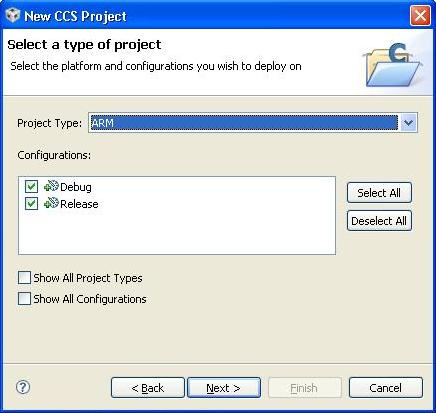 New CCS Project
Select a type of project
Select the platform and configurations you wish to deploy on
Project Type: ARM
Configurations:
Debug
Release
Select All
Deselect All
Show All Project Types
Show All Configurations
< Back Next > Finish Cancel